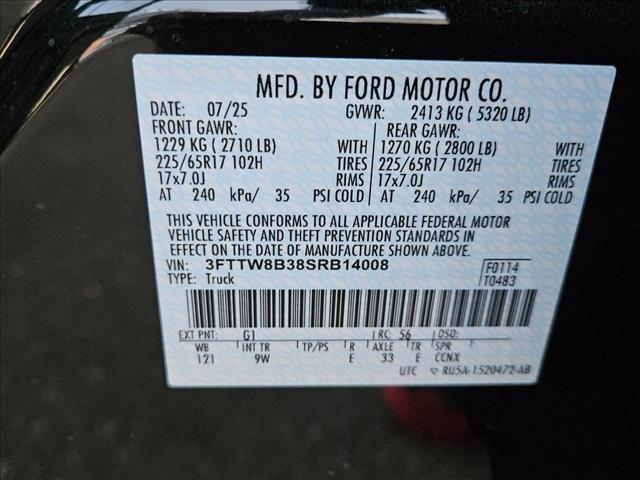 MFD. BY FORD MOTOR CO.
DATE: 07/25 GVWR: 2413 KG ( 5320 LB)
FRONT GAWR: REAR GAWR:
1229 KG ( 2710 LB) WITH 1270 KG ( 2800 LB) WITH
225/65R17 102H TIRES 225/65R17 102H TIRES
17x7.0J RIMS 17x7.0J RIMS
AT 240 kPa/ 35 PSI COLD AT 240 kPa/ 35 PSI COLD
THIS VEHICLE CONFORMS TO ALL APPLICABLE FEDERAL MOTOR
VEHICLE SAFETY AND THEFT PREVENTION STANDARDS IN
EFFECT ON THE DATE OF MANUFACTURE SHOWN ABOVE.
VIN: 3FTTW8B38SRB14008 F0114
TYPE: Truck T0483
EXT PNT: G1 RC: 56 DSO:
WB INT TR TP/PS R AXLE TR SPR
121 9W E 33 E CCNX
UTC ▽ RU5A-1520472-AB